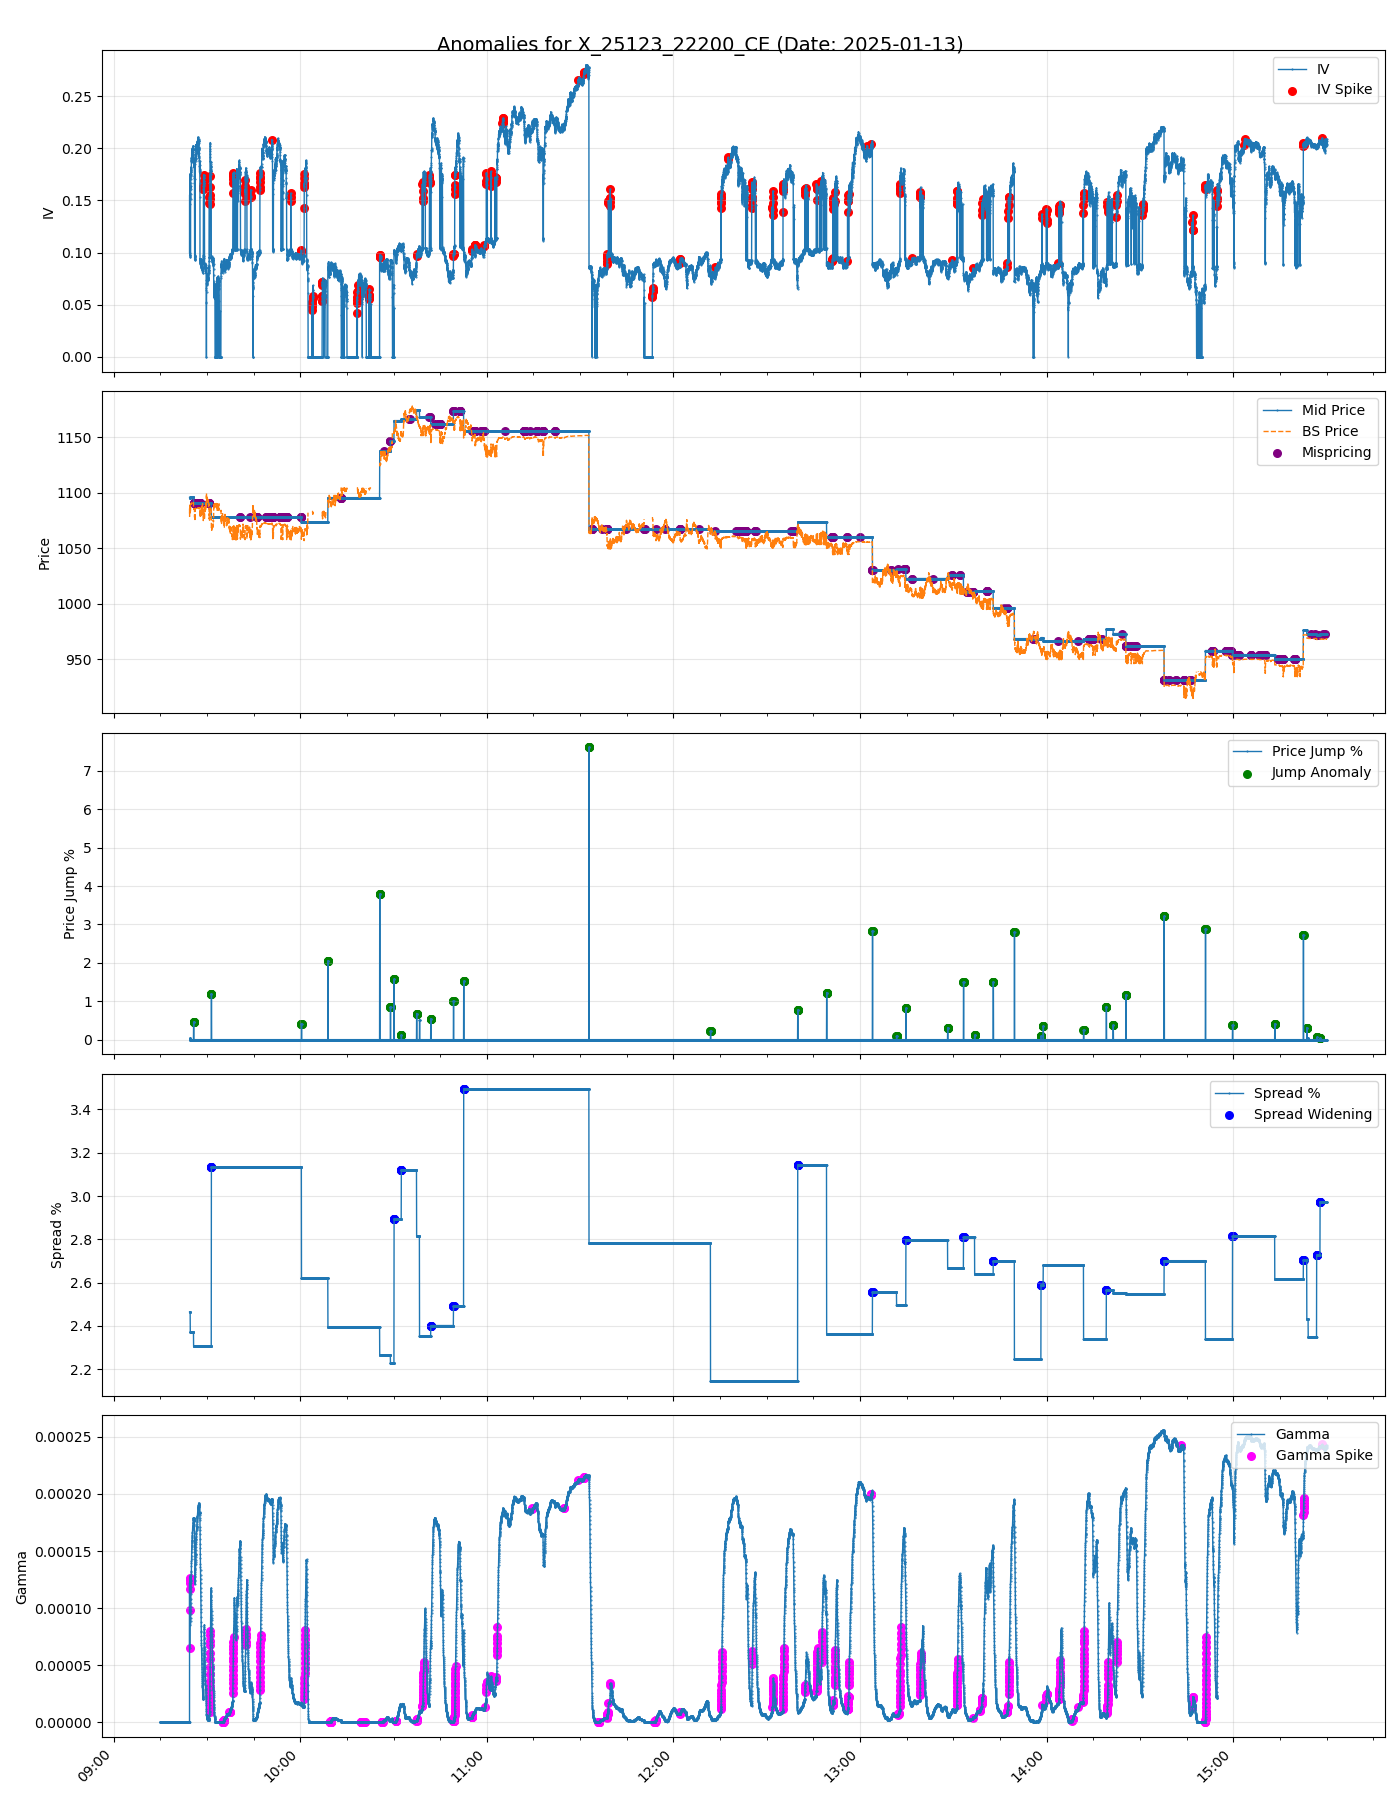 Anomalies for X_25123_22200_CE (Date: 2025-01-13)
IV
IV Spike
0.25
0.20
0.15
0.10
0.05
0.00
IV
Mid Price
BS Price
Mispricing
1150
1100
1050
1000
950
Price
Price Jump %
Jump Anomaly
7
6
5
4
3
2
1
0
Price Jump %
Spread %
Spread Widening
3.4
3.2
3.0
2.8
2.6
2.4
2.2
Spread %
Gamma
Gamma Spike
0.00025
0.00020
0.00015
0.00010
0.00005
0.00000
Gamma
09:00
10:00
11:00
12:00
13:00
14:00
15:00